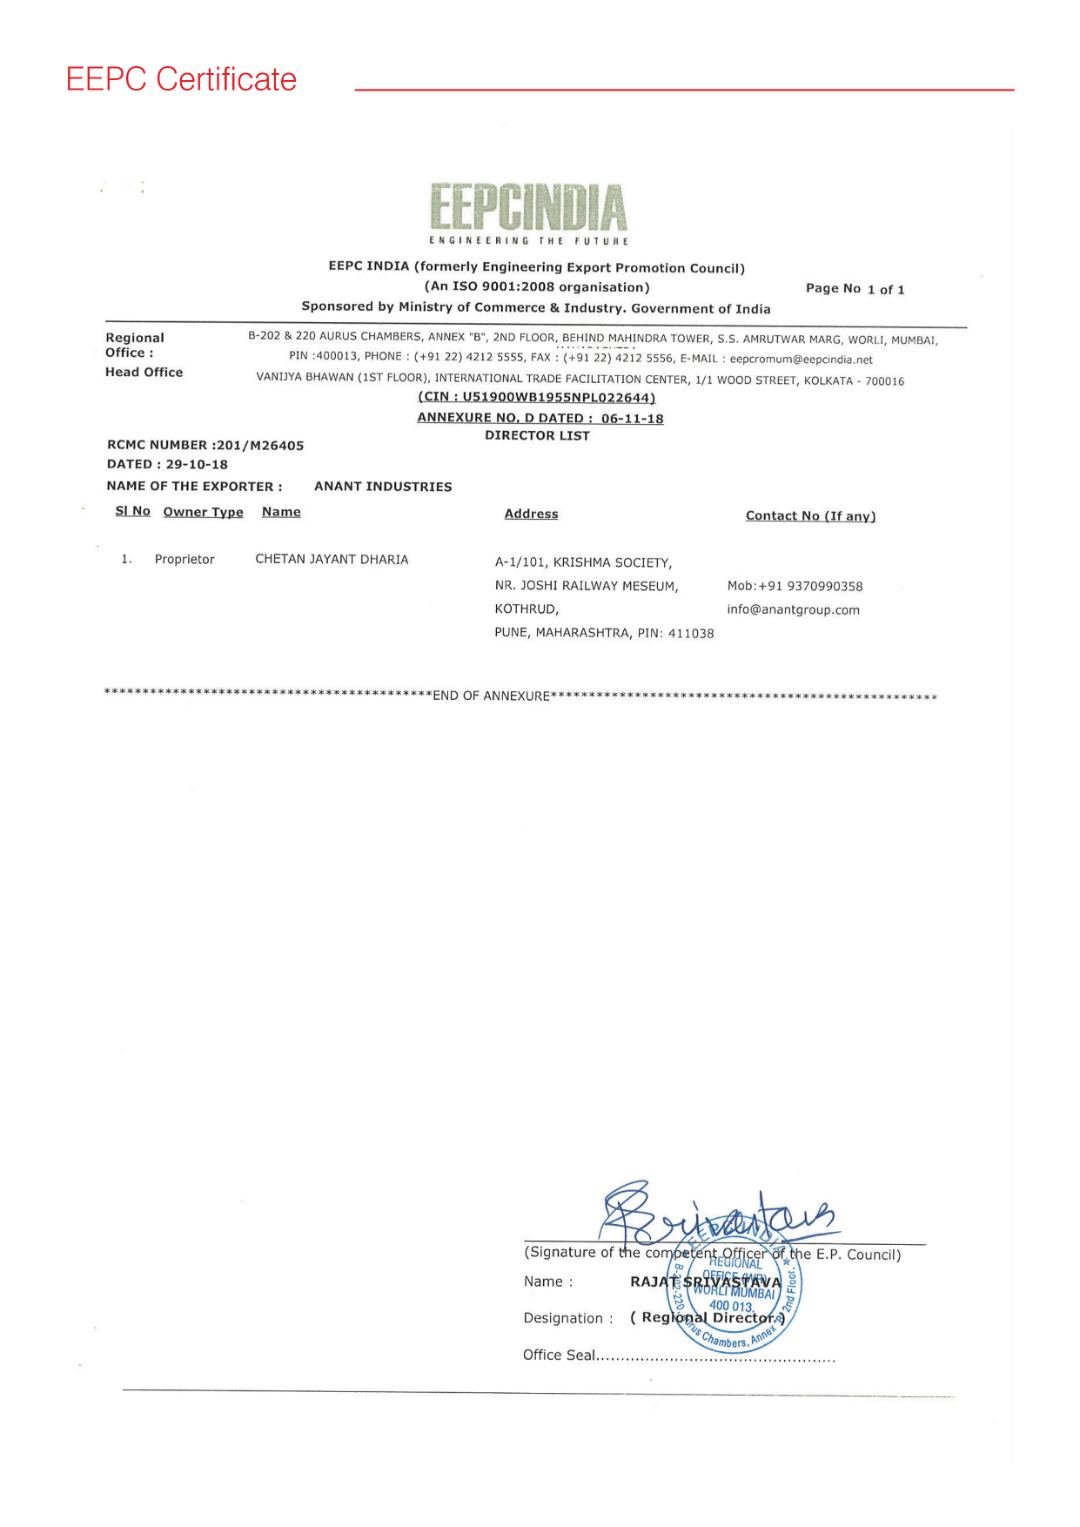 EEPC Certificate
EEPCINDIA
ENGINEERING THE FUTURE
EEPC INDIA (formerly Engineering Export Promotion Council)
(An ISO 9001:2008 organisation)
Page No 1 of 1
Sponsored by Ministry of Commerce & Industry. Government of India
Regional Office : B-202 & 220 AURUS CHAMBERS, ANNEX "B", 2ND FLOOR, BEHIND MAHINDRA TOWER, S.S. AMRUTWAR MARG, WORLI, MUMBAI,
PIN :400013, PHONE : (+91 22) 4212 5555, FAX : (+91 22) 4212 5556, E-MAIL : eepcromum@eepcindia.net
Head Office VANIJYA BHAWAN (1ST FLOOR), INTERNATIONAL TRADE FACILITATION CENTER, 1/1 WOOD STREET, KOLKATA - 700016
(CIN : U51900WB1955NPL022644)
ANNEXURE NO. D DATED : 06-11-18
DIRECTOR LIST
RCMC NUMBER :201/M26405
DATED : 29-10-18
NAME OF THE EXPORTER : ANANT INDUSTRIES
Sl No Owner Type Name Address Contact No (If any)
1. Proprietor CHETAN JAYANT DHARIA A-1/101, KRISHMA SOCIETY,
NR. JOSHI RAILWAY MESEUM, Mob:+91 9370990358
KOTHRUD, info@anantgroup.com
PUNE, MAHARASHTRA, PIN: 411038
*******************************************END OF ANNEXURE***************************************************
Srivastava
(Signature of the competent Officer of the E.P. Council)
Name : RAJAT SRIVASTAVA
Designation : ( Regional Director )
Office Seal.................................................
EEPC INDIA
REGIONAL
OFFICE (WR)
WORLI MUMBAI
400 013.
B-202-220, Aurus Chambers, Annex "B" 2nd Floor.